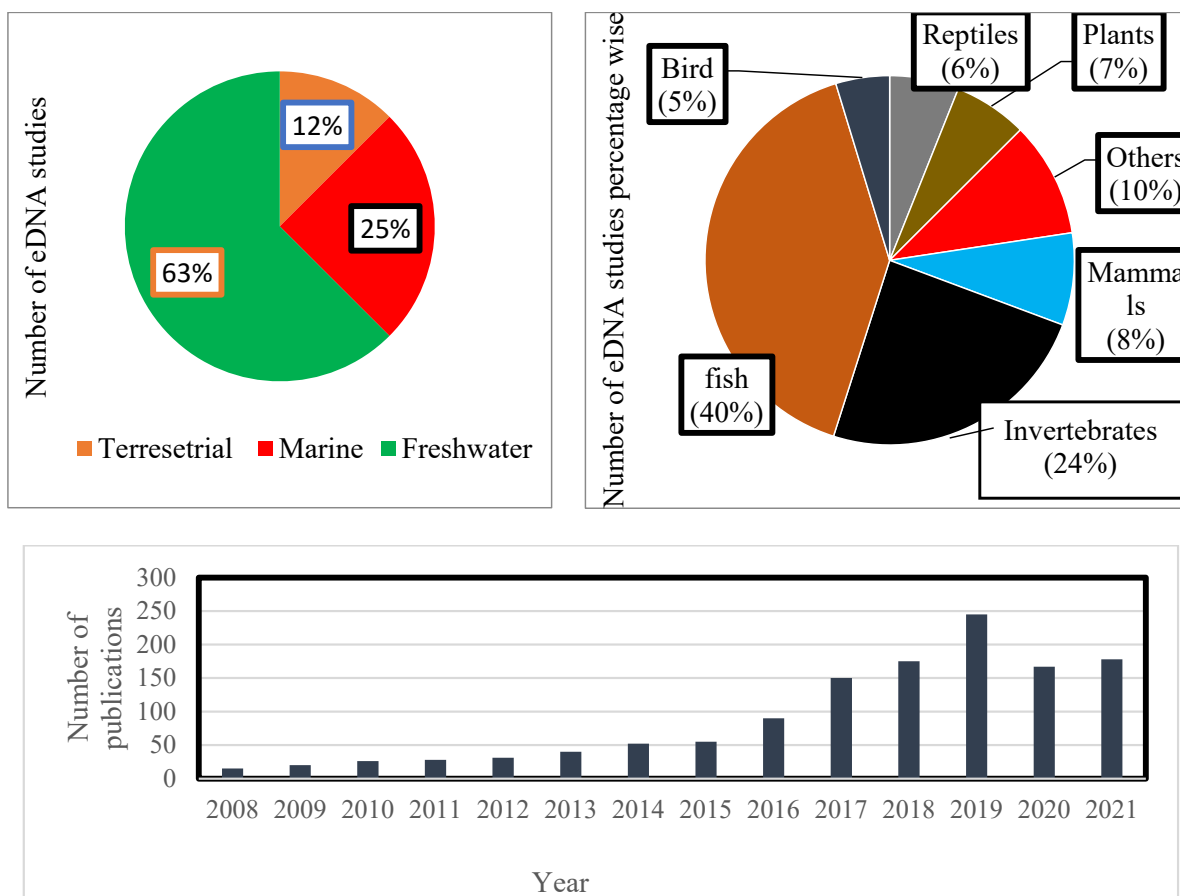 Number of eDNA studies
12%
25%
63%
Terresetrial Marine Freshwater
Number of eDNA studies percentage wise
Bird
(5%)
Reptiles
(6%)
Plants
(7%)
Others
(10%)
Mamma
ls
(8%)
Invertebrates
(24%)
fish
(40%)
Number of
publications
300
250
200
150
100
50
0
2008 2009 2010 2011 2012 2013 2014 2015 2016 2017 2018 2019 2020 2021
Year